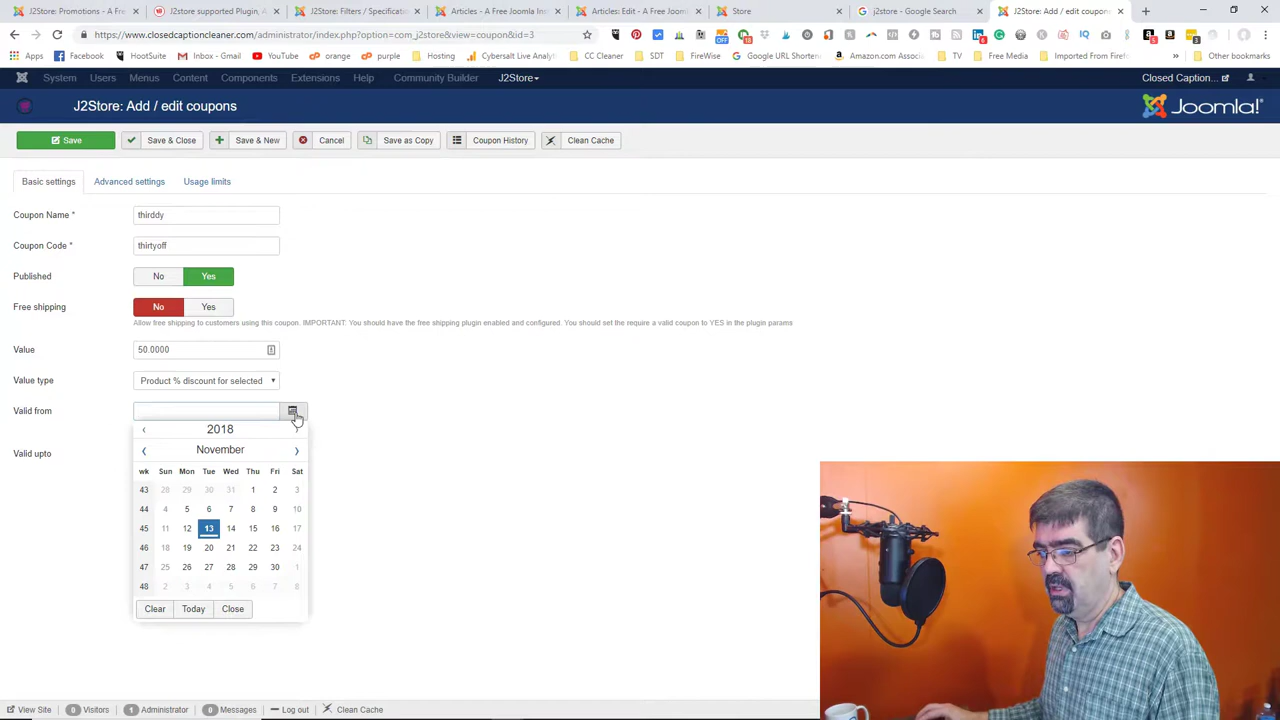 J2Store: Promotions - A Free Jo
J2store supported Plugin, A
J2Store: Filters / Specification
Articles - A Free Joomla Ins
Articles: Edit - A Free Jooml
Store
j2store - Google Search
J2Store: Add / edit coupons
https://www.closedcaptioncleaner.com/administrator/index.php?option=com_j2store&view=coupon&id=3
Apps Facebook HootSuite Inbox - Gmail YouTube orange purple Hosting CC Cleaner SDT FireWise Google URL Shortene Cybersalt Live Analyt Amazon.com Associa TV Free Media Imported From Firefo » Other bookmarks
System Users Menus Content Components Extensions Help Community Builder J2Store Closed Caption...
J2Store: Add / edit coupons Joomla!
Save Save & Close Save & New Cancel Save as Copy Coupon History Clean Cache
Basic settings Advanced settings Usage limits
Coupon Name * thirddy
Coupon Code * thirtyoff
Published No Yes
Free shipping No Yes
Allow free shipping to customers using this coupon. IMPORTANT: You should have the free shipping plugin enabled and configured. You should set the require a valid coupon to YES in the plugin params
Value 50.0000
Value type Product % discount for selected
Valid from
‹ 2018 ›
Valid upto
‹ November ›
wk Sun Mon Tue Wed Thu Fri Sat
43 28 29 30 31 1 2 3
44 4 5 6 7 8 9 10
45 11 12 13 14 15 16 17
46 18 19 20 21 22 23 24
47 25 26 27 28 29 30 1
48 2 3 4 5 6 7 8
Clear Today Close
View Site 0 Visitors 1 Administrator 0 Messages Log out Clean Cache